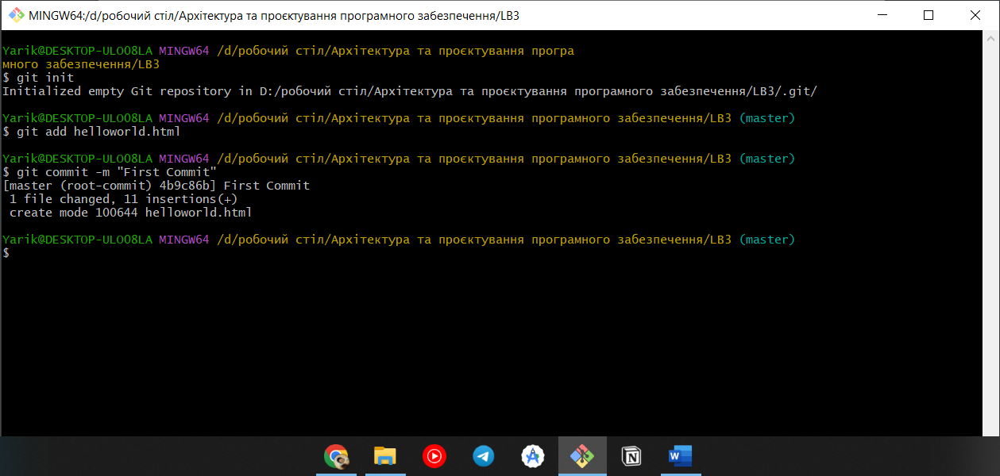 MINGW64:/d/робочий стіл/Архітектура та проєктування програмного забезпечення/LB3
Yarik@DESKTOP-ULO08LA MINGW64 /d/робочий стіл/Архітектура та проєктування програ
много забезпечення/LB3
$ git init
Initialized empty Git repository in D:/робочий стіл/Архітектура та проєктування програмного забезпечення/LB3/.git/
Yarik@DESKTOP-ULO08LA MINGW64 /d/робочий стіл/Архітектура та проєктування програмного забезпечення/LB3 (master)
$ git add helloworld.html
Yarik@DESKTOP-ULO08LA MINGW64 /d/робочий стіл/Архітектура та проєктування програмного забезпечення/LB3 (master)
$ git commit -m "First Commit"
[master (root-commit) 4b9c86b] First Commit
1 file changed, 11 insertions(+)
create mode 100644 helloworld.html
Yarik@DESKTOP-ULO08LA MINGW64 /d/робочий стіл/Архітектура та проєктування програмного забезпечення/LB3 (master)
$